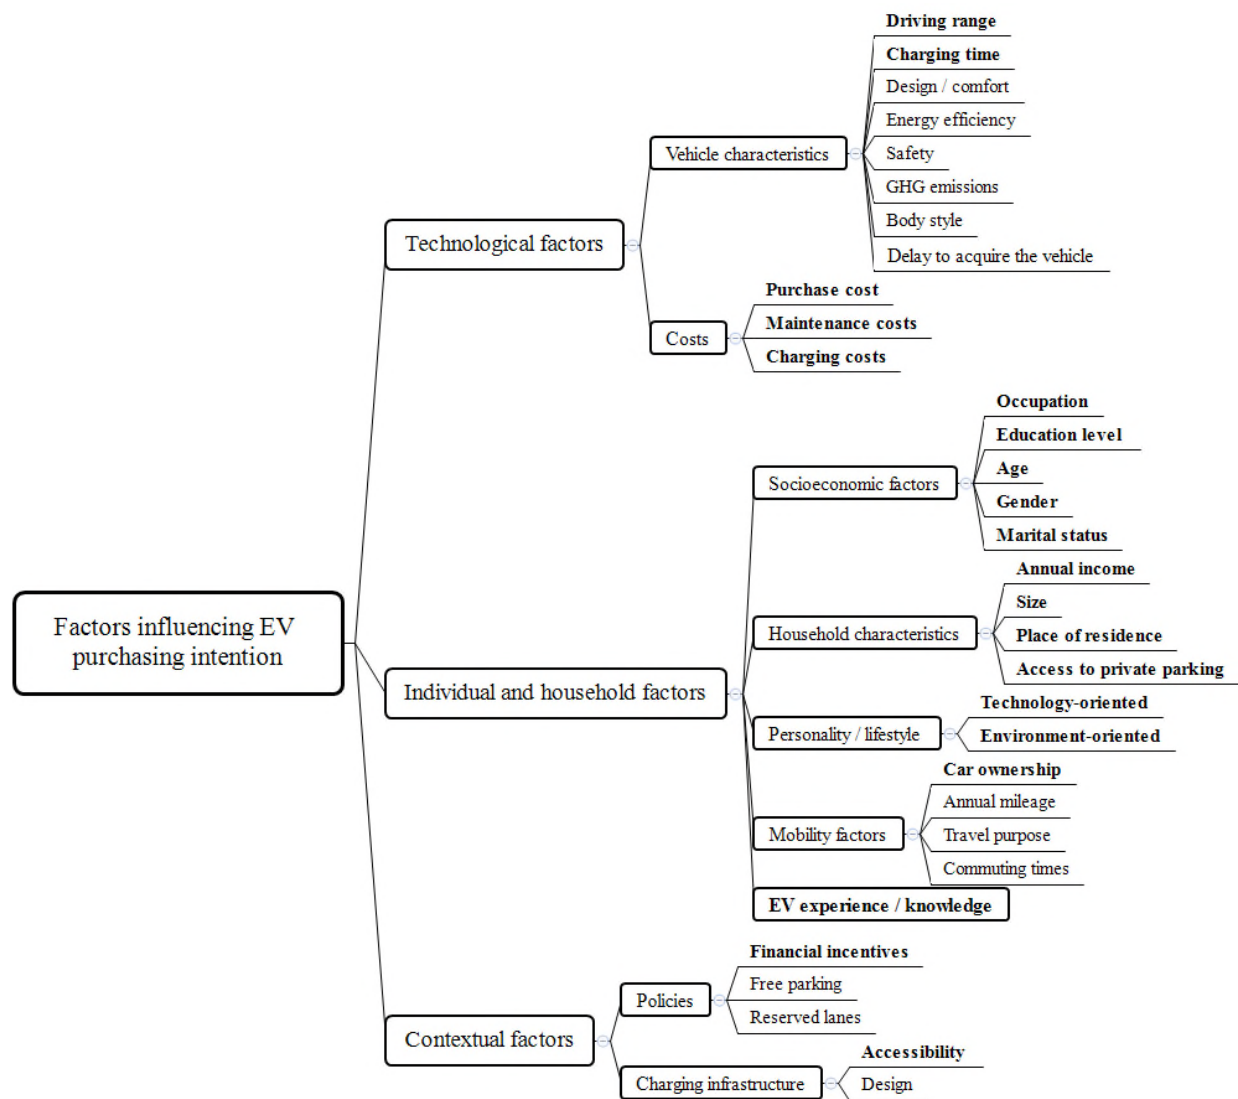 Factors influencing EV
purchasing intention
Technological factors
Vehicle characteristics
Driving range
Charging time
Design / comfort
Energy efficiency
Safety
GHG emissions
Body style
Delay to acquire the vehicle
Costs
Purchase cost
Maintenance costs
Charging costs
Individual and household factors
Socioeconomic factors
Occupation
Education level
Age
Gender
Marital status
Household characteristics
Annual income
Size
Place of residence
Access to private parking
Personality / lifestyle
Technology-oriented
Environment-oriented
Mobility factors
Car ownership
Annual mileage
Travel purpose
Commuting times
EV experience / knowledge
Contextual factors
Policies
Financial incentives
Free parking
Reserved lanes
Charging infrastructure
Accessibility
Design